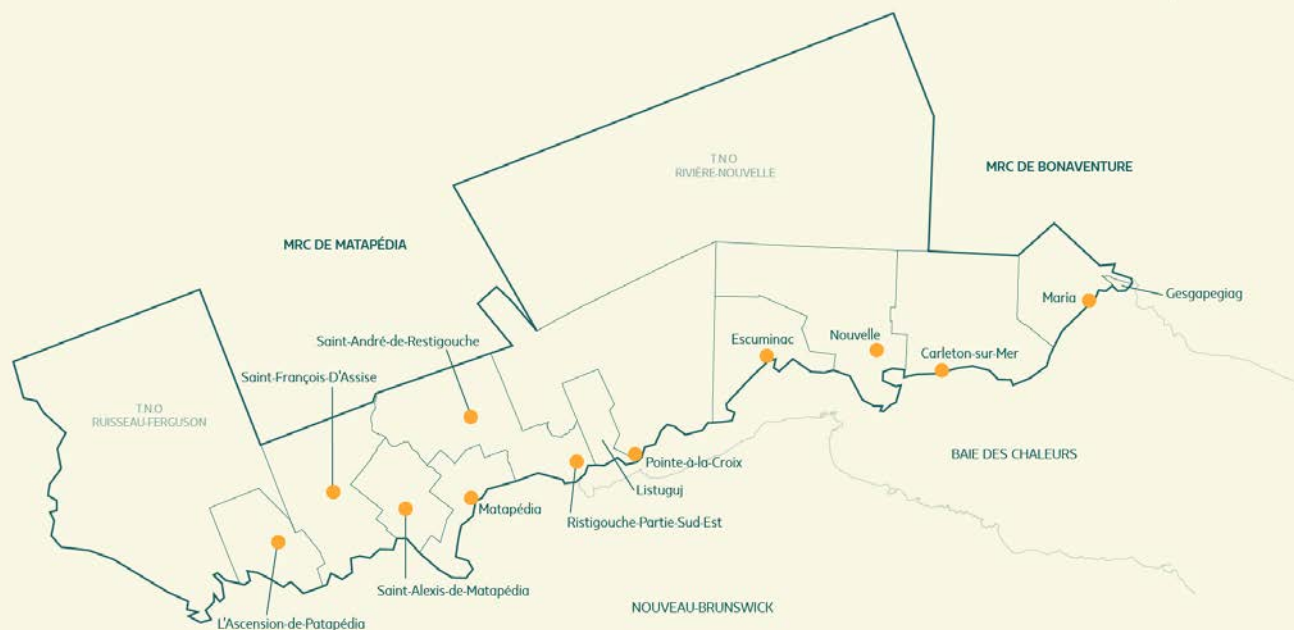 T.N.O
RIVIÈRE-NOUVELLE
MRC DE BONAVENTURE
MRC DE MATAPÉDIA
Gesgapegiag
Maria
Escuminac
Nouvelle
Saint-André-de-Restigouche
Carleton-sur-Mer
Saint-François-D'Assise
T.N.O
RUISSEAU-FERGUSON
BAIE DES CHALEURS
Pointe-à-la-Croix
Listuguj
Matapédia
Ristigouche-Partie-Sud-Est
Saint-Alexis-de-Matapédia
NOUVEAU-BRUNSWICK
L'Ascension-de-Patapédia